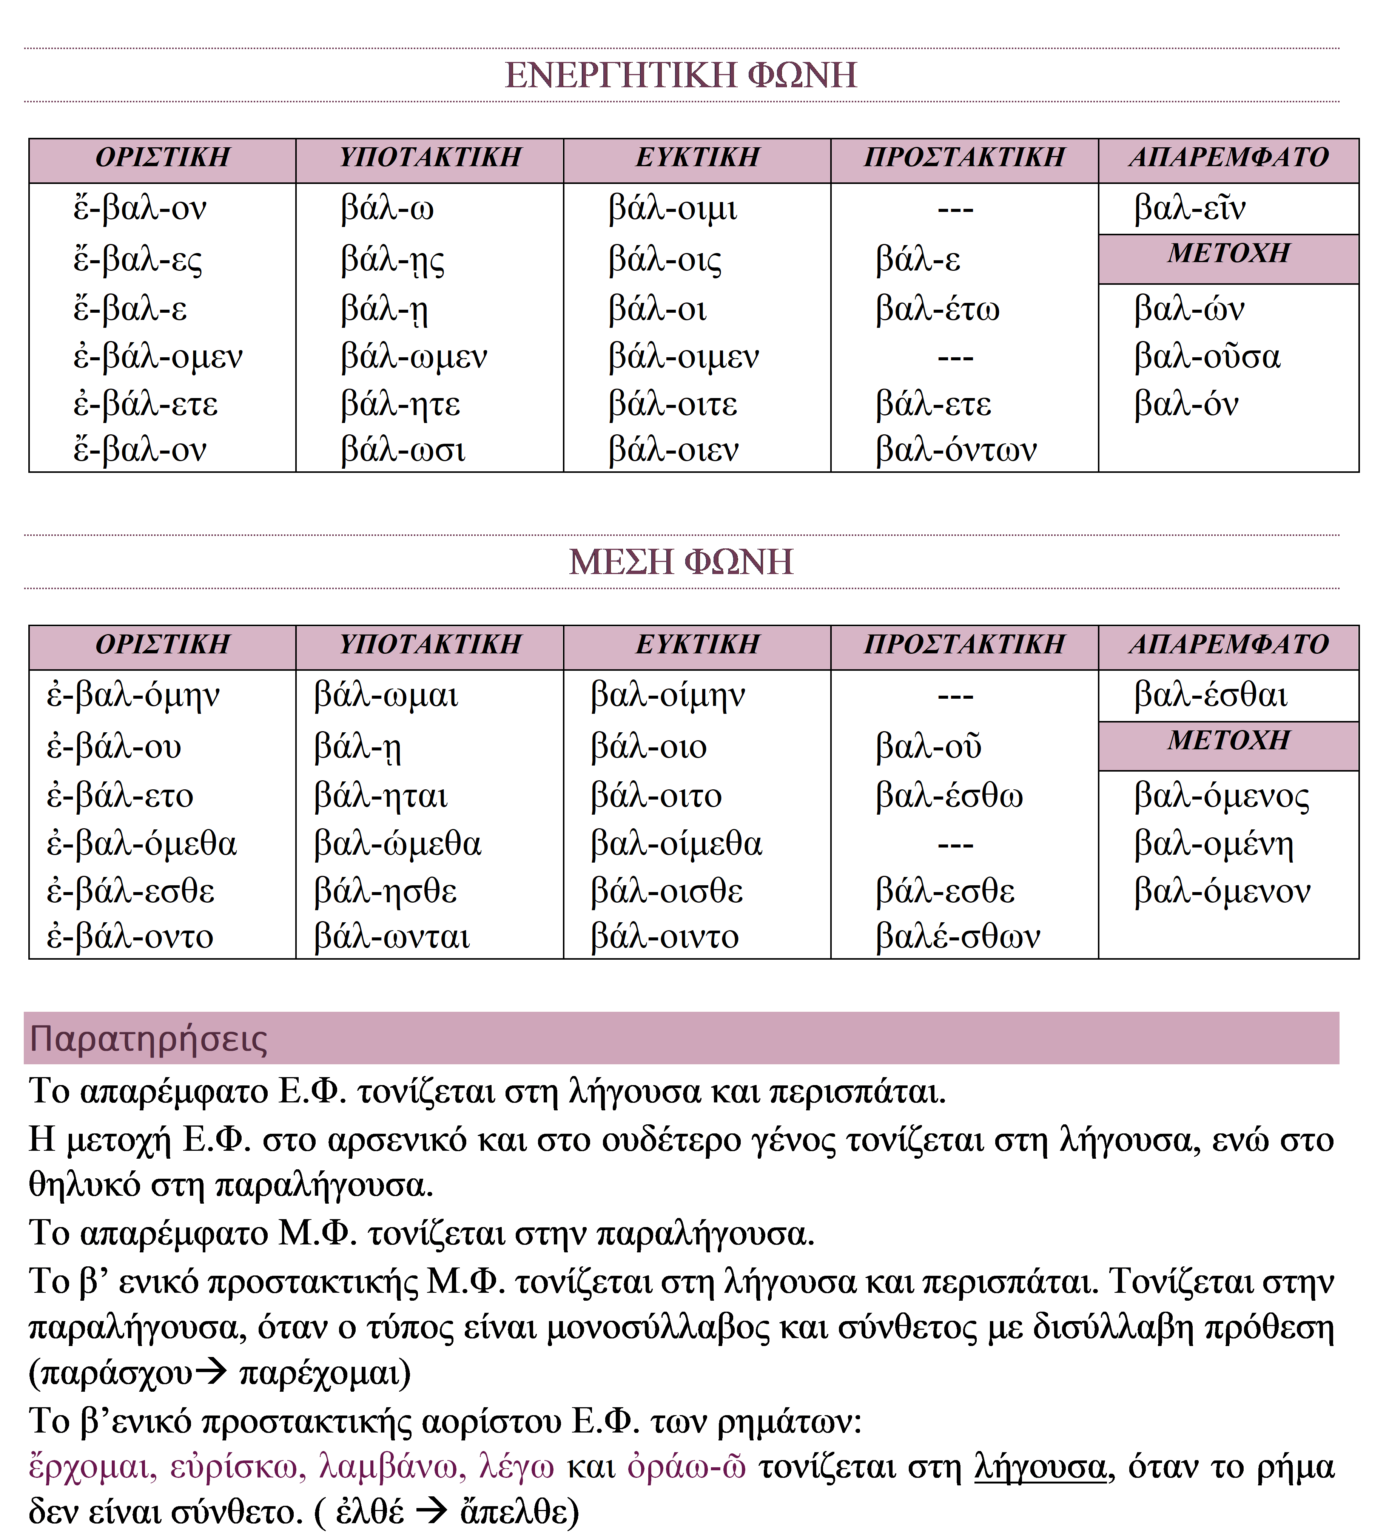 ΕΝΕΡΓΗΤΙΚΗ ΦΩΝΗ
ΟΡΙΣΤΙΚΗ ΥΠΟΤΑΚΤΙΚΗ ΕΥΚΤΙΚΗ ΠΡΟΣΤΑΚΤΙΚΗ ΑΠΑΡΕΜΦΑΤΟ
ἔ-βαλ-ον βάλ-ω βάλ-οιμι --- βαλ-εῖν
ἔ-βαλ-ες βάλ-ῃς βάλ-οις βάλ-ε ΜΕΤΟΧΗ
ἔ-βαλ-ε βάλ-ῃ βάλ-οι βαλ-έτω βαλ-ών
ἐ-βάλ-ομεν βάλ-ωμεν βάλ-οιμεν --- βαλ-οῦσα
ἐ-βάλ-ετε βάλ-ητε βάλ-οιτε βάλ-ετε βαλ-όν
ἔ-βαλ-ον βάλ-ωσι βάλ-οιεν βαλ-όντων
ΜΕΣΗ ΦΩΝΗ
ΟΡΙΣΤΙΚΗ ΥΠΟΤΑΚΤΙΚΗ ΕΥΚΤΙΚΗ ΠΡΟΣΤΑΚΤΙΚΗ ΑΠΑΡΕΜΦΑΤΟ
ἐ-βαλ-όμην βάλ-ωμαι βαλ-οίμην --- βαλ-έσθαι
ἐ-βάλ-ου βάλ-ῃ βάλ-οιο βαλ-οῦ ΜΕΤΟΧΗ
ἐ-βάλ-ετο βάλ-ηται βάλ-οιτο βαλ-έσθω βαλ-όμενος
ἐ-βαλ-όμεθα βαλ-ώμεθα βαλ-οίμεθα --- βαλ-ομένη
ἐ-βάλ-εσθε βάλ-ησθε βάλ-οισθε βάλ-εσθε βαλ-όμενον
ἐ-βάλ-οντο βάλ-ωνται βάλ-οιντο βαλέ-σθων
Παρατηρήσεις
Το απαρέμφατο Ε.Φ. τονίζεται στη λήγουσα και περισπάται.
Η μετοχή Ε.Φ. στο αρσενικό και στο ουδέτερο γένος τονίζεται στη λήγουσα, ενώ στο
θηλυκό στη παραλήγουσα.
Το απαρέμφατο Μ.Φ. τονίζεται στην παραλήγουσα.
Το β’ ενικό προστακτικής Μ.Φ. τονίζεται στη λήγουσα και περισπάται. Τονίζεται στην
παραλήγουσα, όταν ο τύπος είναι μονοσύλλαβος και σύνθετος με δισύλλαβη πρόθεση
(παράσχου→ παρέχομαι)
Το β’ενικό προστακτικής αορίστου Ε.Φ. των ρημάτων:
ἔρχομαι, εὑρίσκω, λαμβάνω, λέγω και ὁράω-ῶ τονίζεται στη λήγουσα, όταν το ρήμα
δεν είναι σύνθετο. ( ἐλθέ → ἄπελθε)